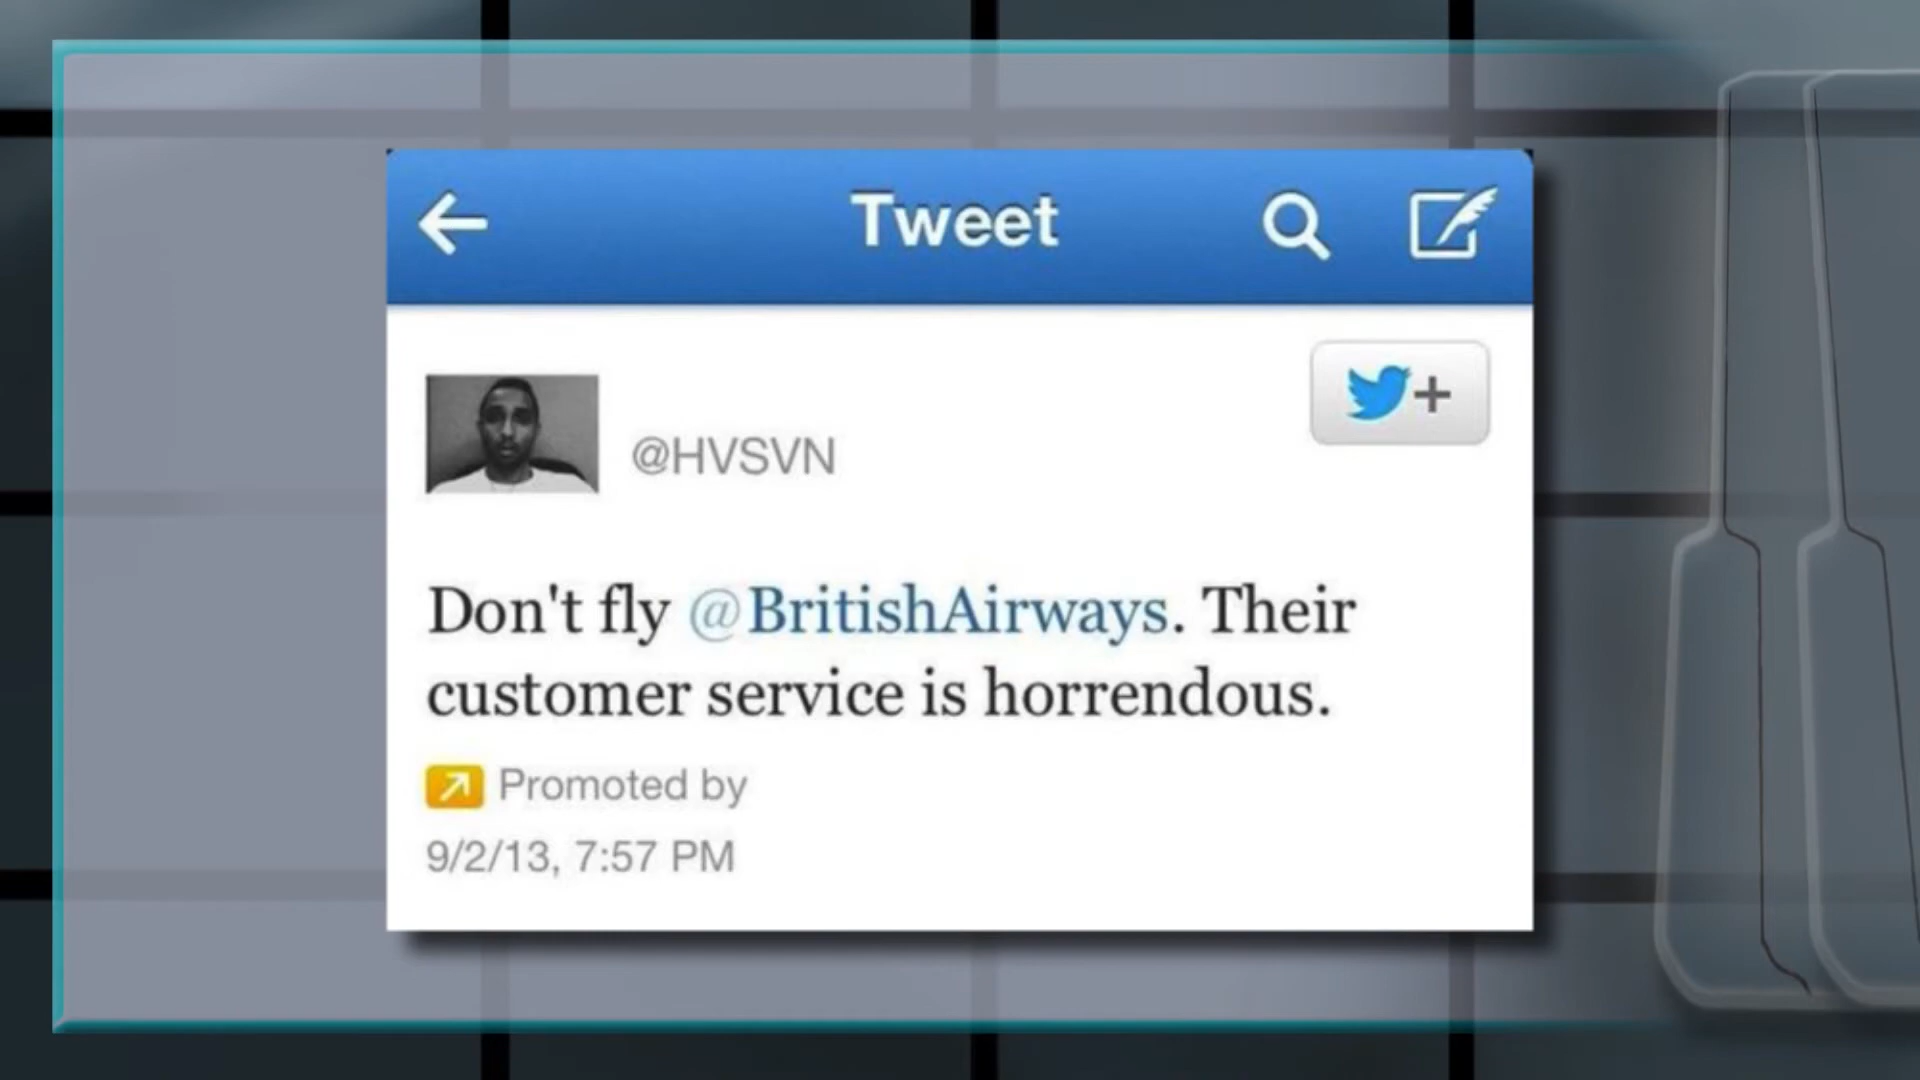 Tweet
@HVSVN
Don't fly @BritishAirways. Their
customer service is horrendous.
Promoted by
9/2/13, 7:57 PM